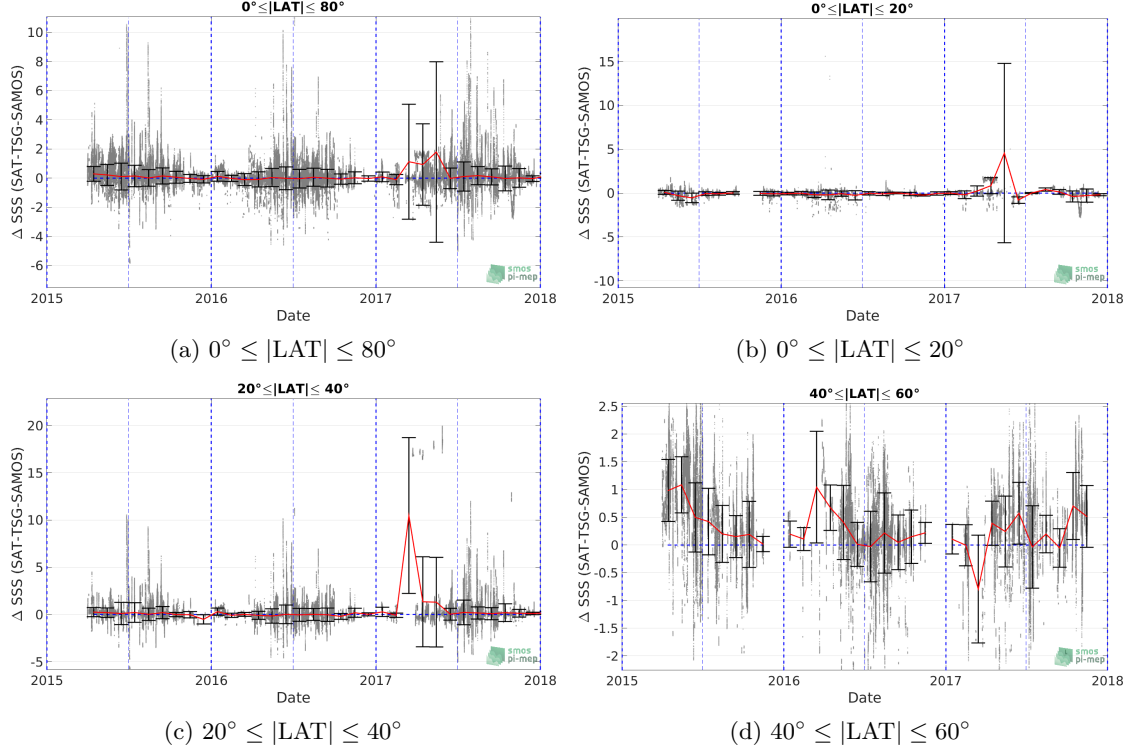 0°≤|LAT|≤ 80°
Δ SSS (SAT-TSG-SAMOS)
10
8
6
4
2
0
-2
-4
-6
2015
2016
2017
2018
Date
smos
pi-mep
(a) 0° ≤ |LAT| ≤ 80°
0°≤|LAT|≤ 20°
Δ SSS (SAT-TSG-SAMOS)
15
10
5
0
-5
-10
2015
2016
2017
2018
Date
smos
pi-mep
(b) 0° ≤ |LAT| ≤ 20°
20°≤|LAT|≤ 40°
Δ SSS (SAT-TSG-SAMOS)
20
15
10
5
0
-5
2015
2016
2017
2018
Date
smos
pi-mep
(c) 20° ≤ |LAT| ≤ 40°
40°≤|LAT|≤ 60°
Δ SSS (SAT-TSG-SAMOS)
2.5
2
1.5
1
0.5
0
-0.5
-1
-1.5
-2
2015
2016
2017
2018
Date
smos
pi-mep
(d) 40° ≤ |LAT| ≤ 60°